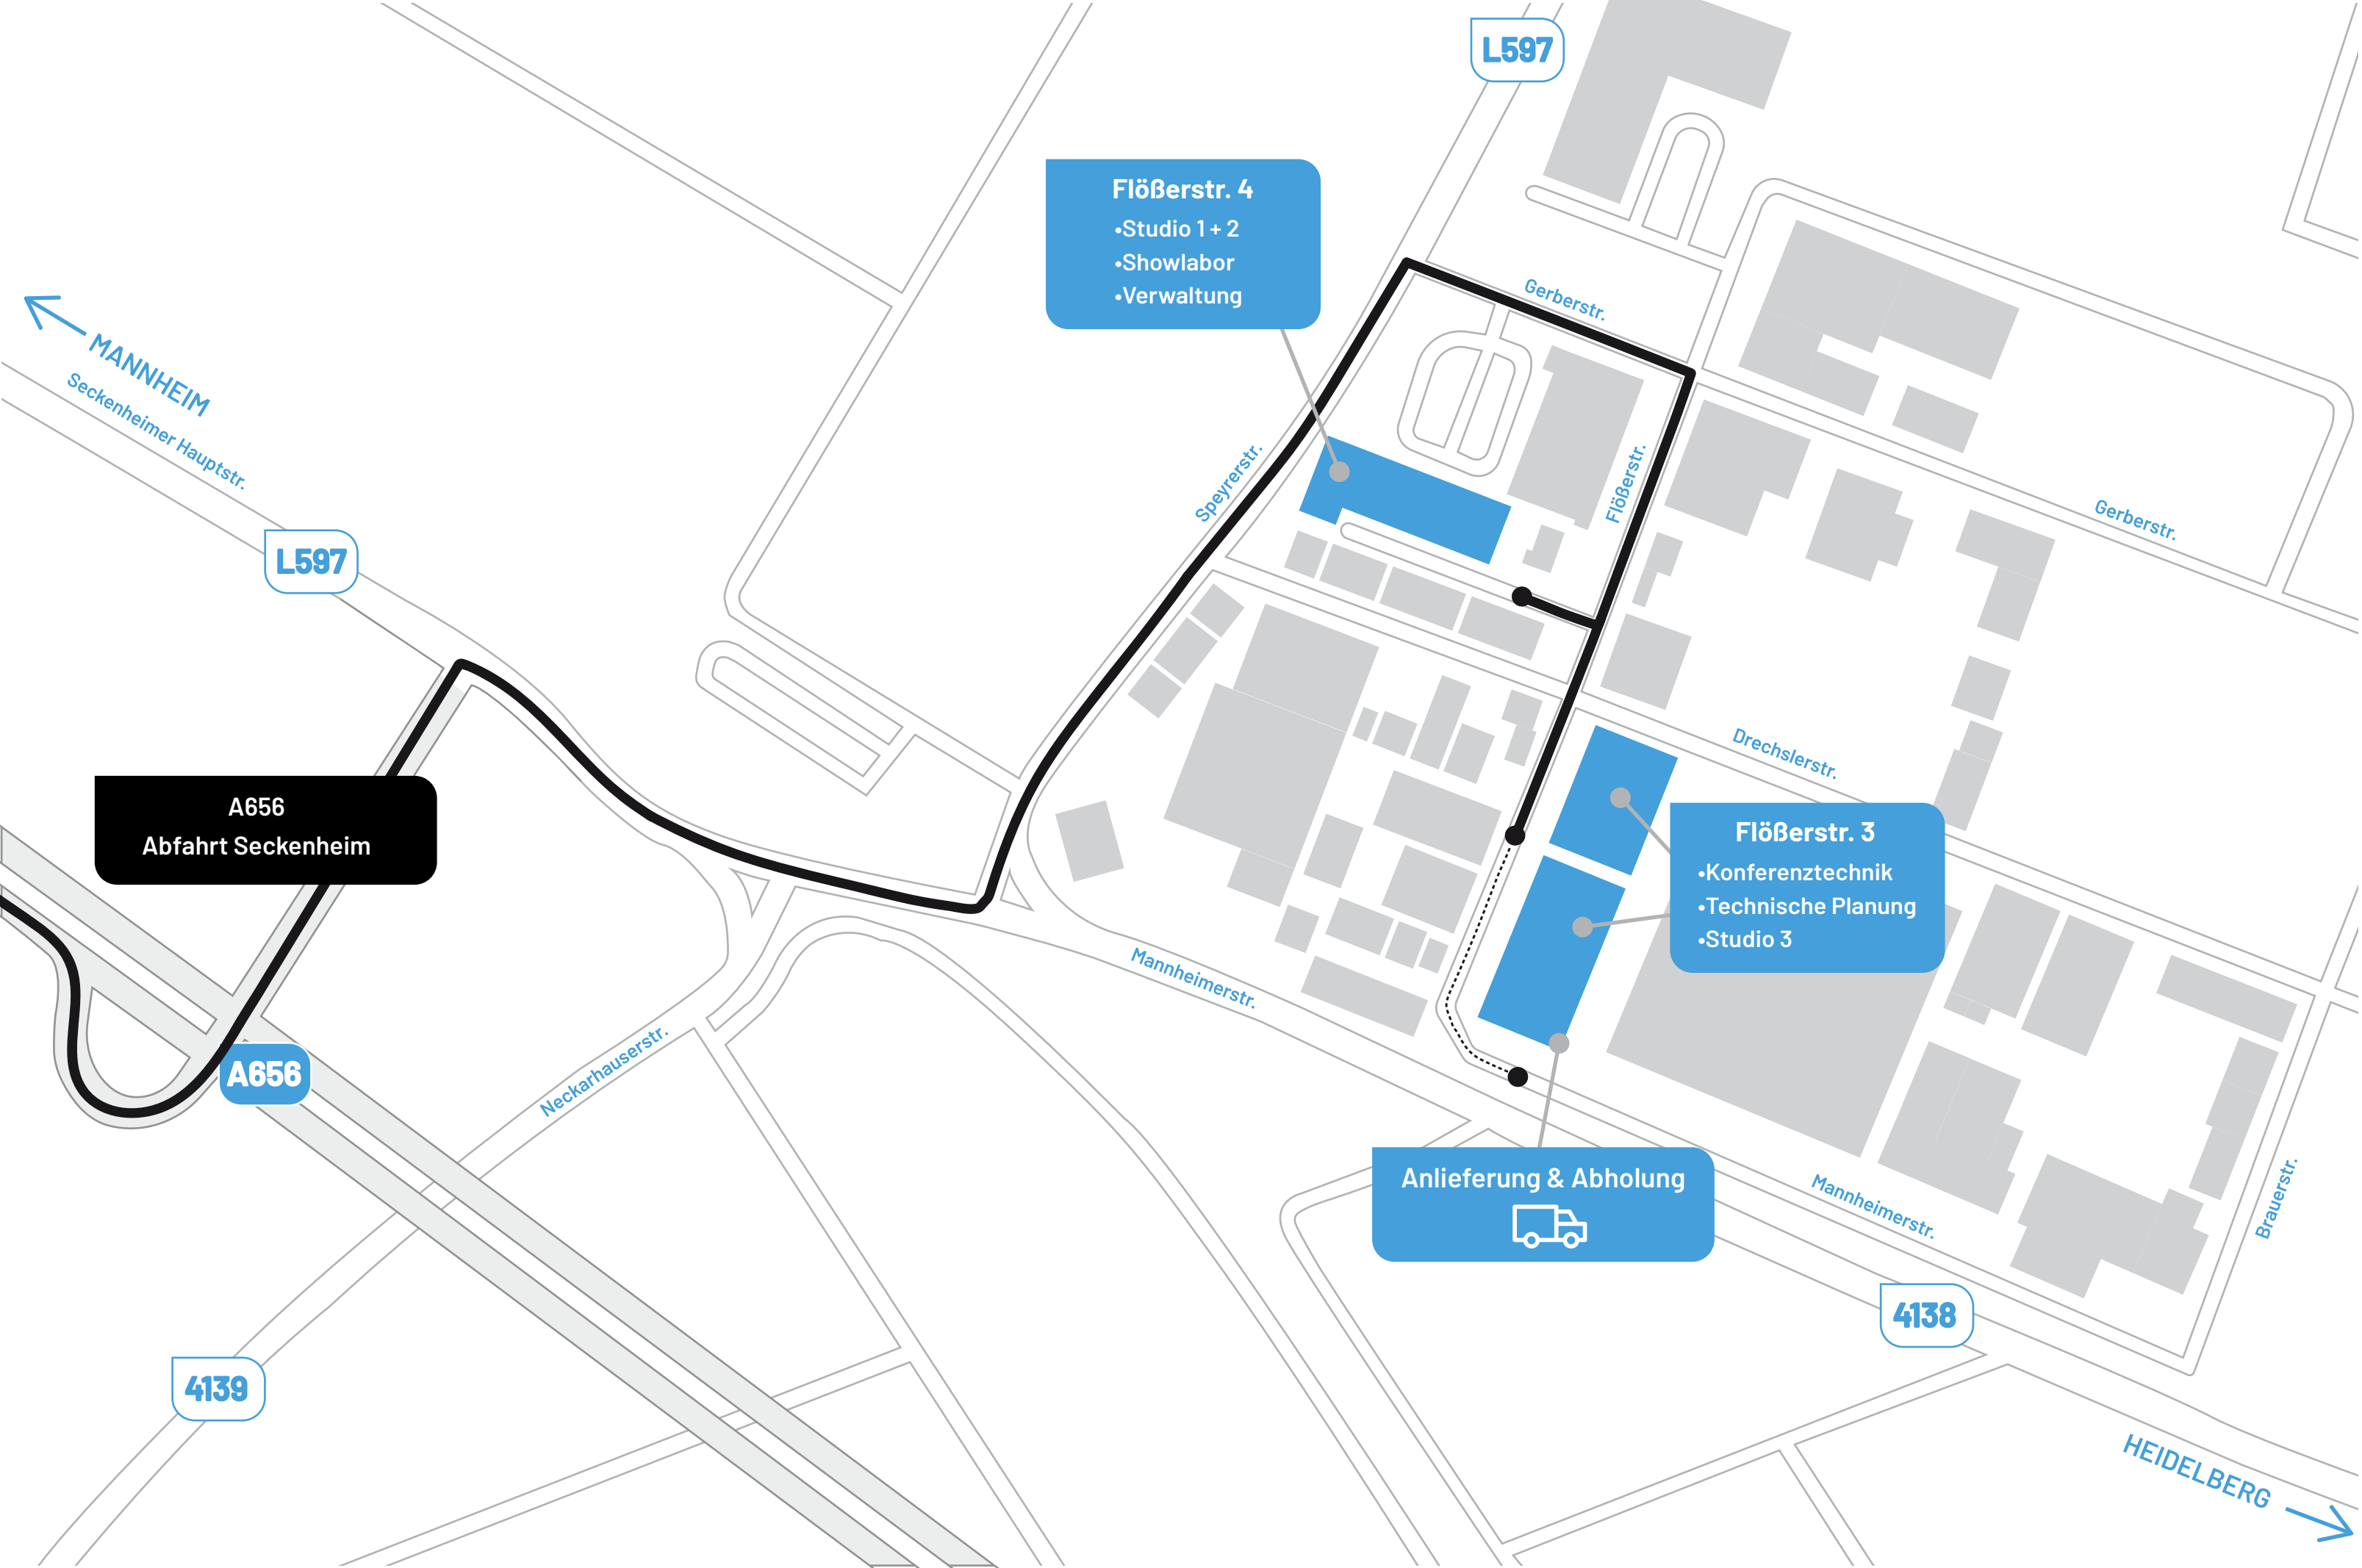 L597
Flößerstr. 4
•Studio 1 + 2
•Showlabor
•Verwaltung
Gerberstr.
MANNHEIM
Seckenheimer Hauptstr.
Speyrerstr.
Flößerstr.
Gerberstr.
L597
Drechslerstr.
A656
Abfahrt Seckenheim
Flößerstr. 3
•Konferenztechnik
•Technische Planung
•Studio 3
Mannheimerstr.
A656
Neckarhauserstr.
Anlieferung & Abholung
Mannheimerstr.
Brauerstr.
4138
4139
HEIDELBERG